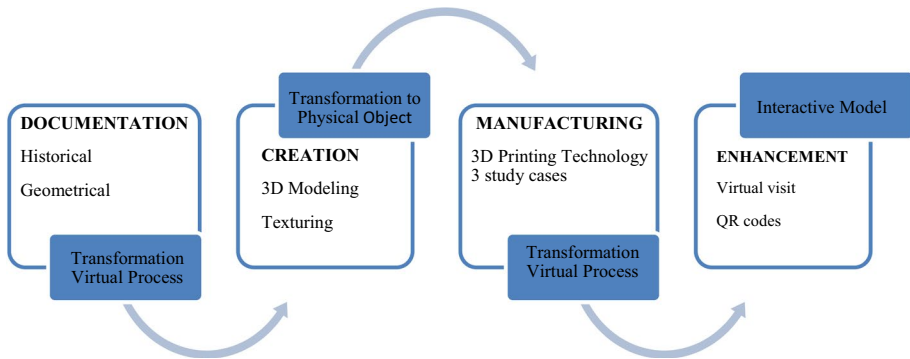 DOCUMENTATION
Historical
Geometrical
Transformation
Virtual Process
Transformation to
Physical Object
CREATION
3D Modeling
Texturing
MANUFACTURING
3D Printing Technology
3 study cases
Transformation
Virtual Process
Interactive Model
ENHANCEMENT
Virtual visit
QR codes